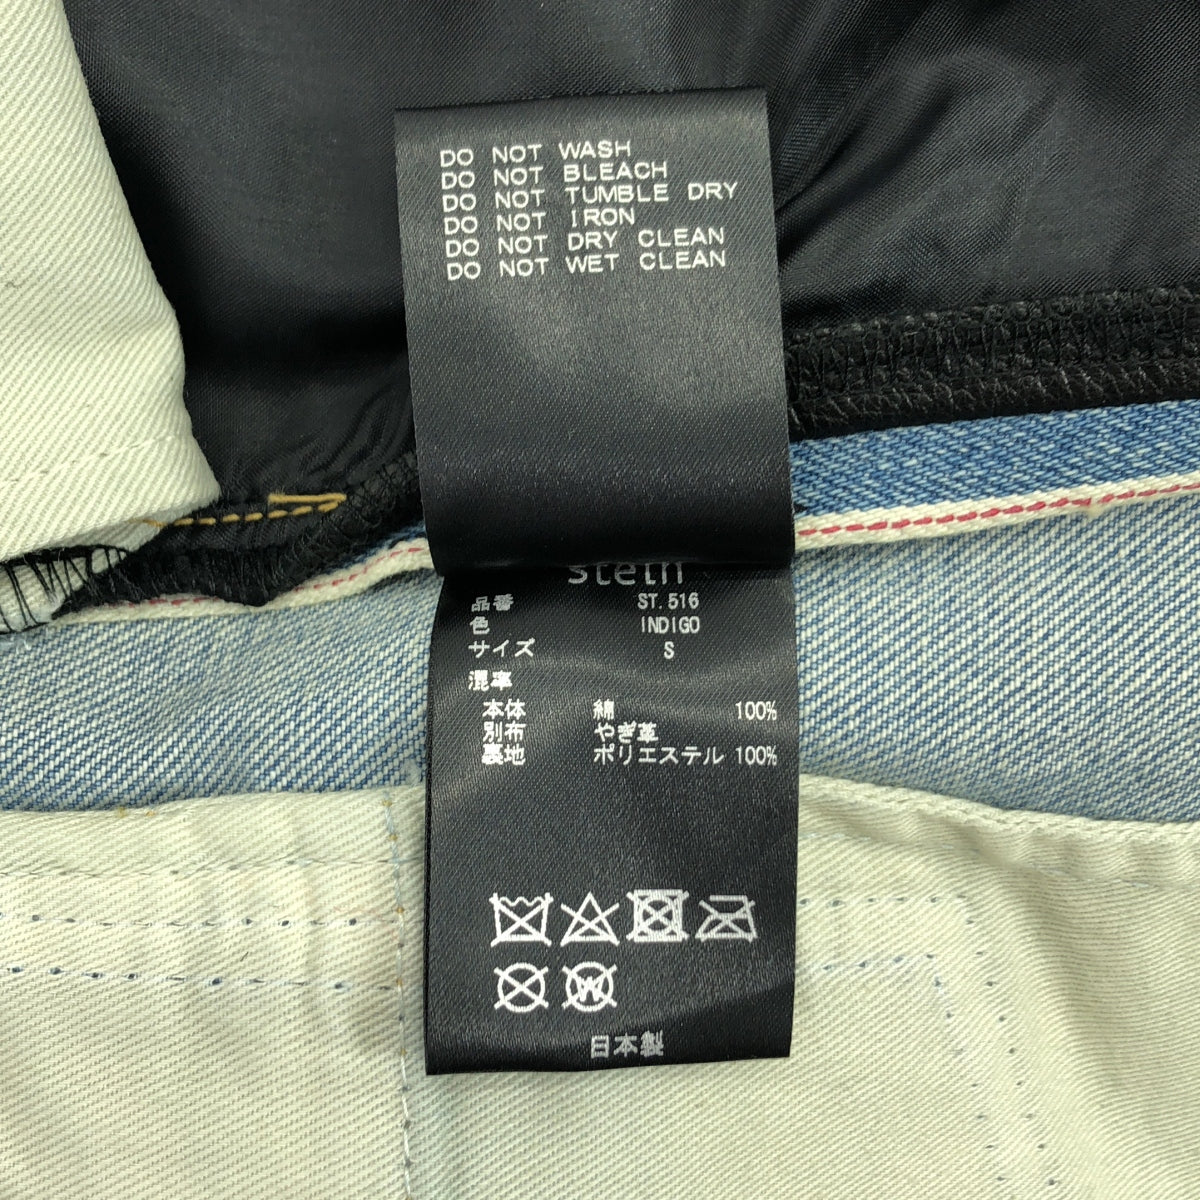 DO NOT WASH
DO NOT BLEACH
DO NOT TUMBLE DRY
DO NOT IRON
DO NOT DRY CLEAN
DO NOT WET CLEAN
stein
品番 ST.516
色 INDIGO
サイズ S
混率
本体 綿 100%
別布 やぎ革
裏地 ポリエステル 100%
W
日本製